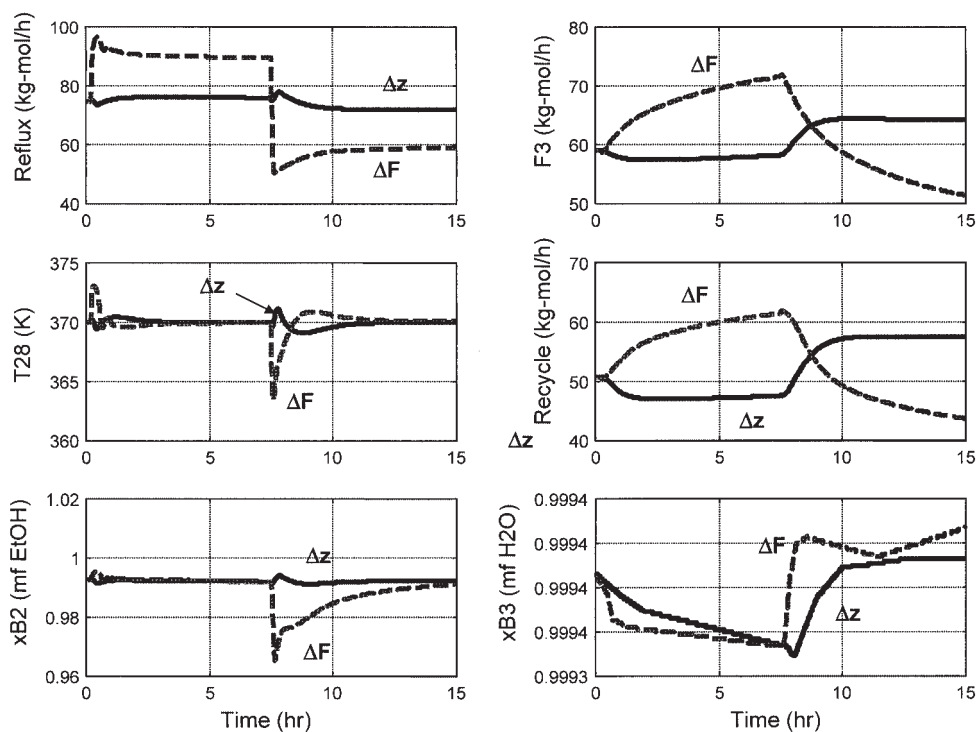 Reflux (kg-mol/h)
100
80
60
40
0
5
10
15
Δz
ΔF
F3 (kg-mol/h)
80
70
60
50
0
5
10
15
ΔF
T28 (K)
375
370
365
360
0
5
10
15
Δz
ΔF
Recycle (kg-mol/h)
70
60
50
40
0
5
10
15
ΔF
Δz
Δz
xB2 (mf EtOH)
1.02
1
0.98
0.96
0
5
10
15
Δz
ΔF
Time (hr)
xB3 (mf H2O)
0.9994
0.9994
0.9994
0.9994
0.9993
0
5
10
15
ΔF
Δz
Time (hr)